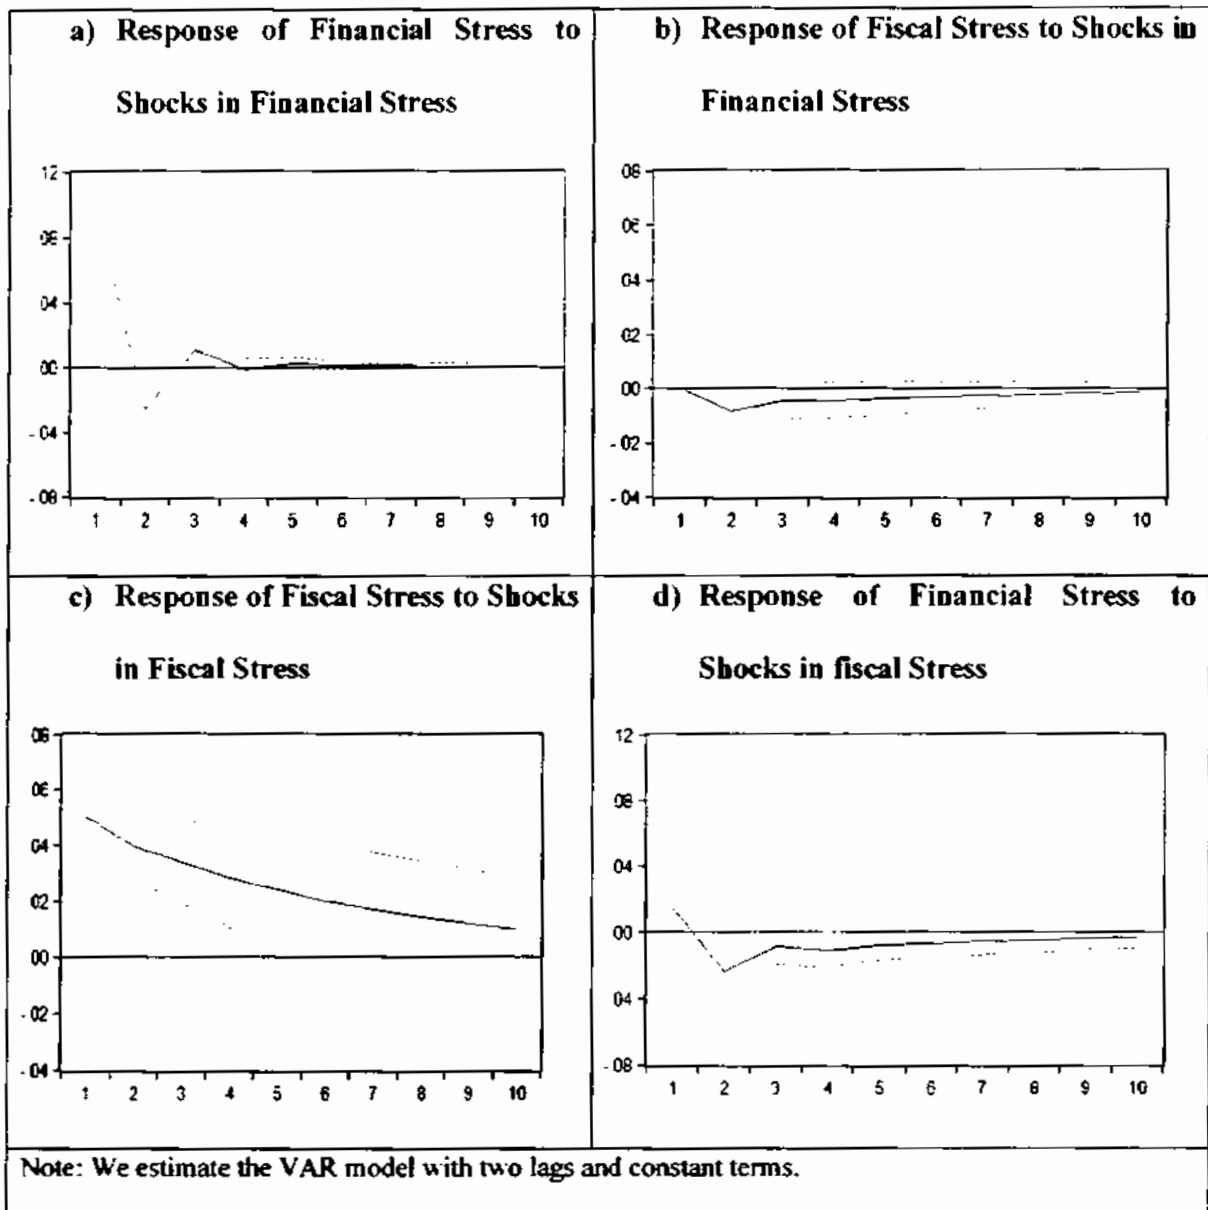 a) Response of Financial Stress to
Shocks in Financial Stress
12
08
04
00
-.04
-.08
1 2 3 4 5 6 7 8 9 10
b) Response of Fiscal Stress to Shocks in
Financial Stress
08
06
04
02
00
-.02
-.04
1 2 3 4 5 6 7 8 9 10
c) Response of Fiscal Stress to Shocks
in Fiscal Stress
08
06
04
02
00
-.02
-.04
1 2 3 4 5 6 7 8 9 10
d) Response of Financial Stress to
Shocks in fiscal Stress
12
08
04
00
04
-.08
1 2 3 4 5 6 7 8 9 10
Note: We estimate the VAR model with two lags and constant terms.